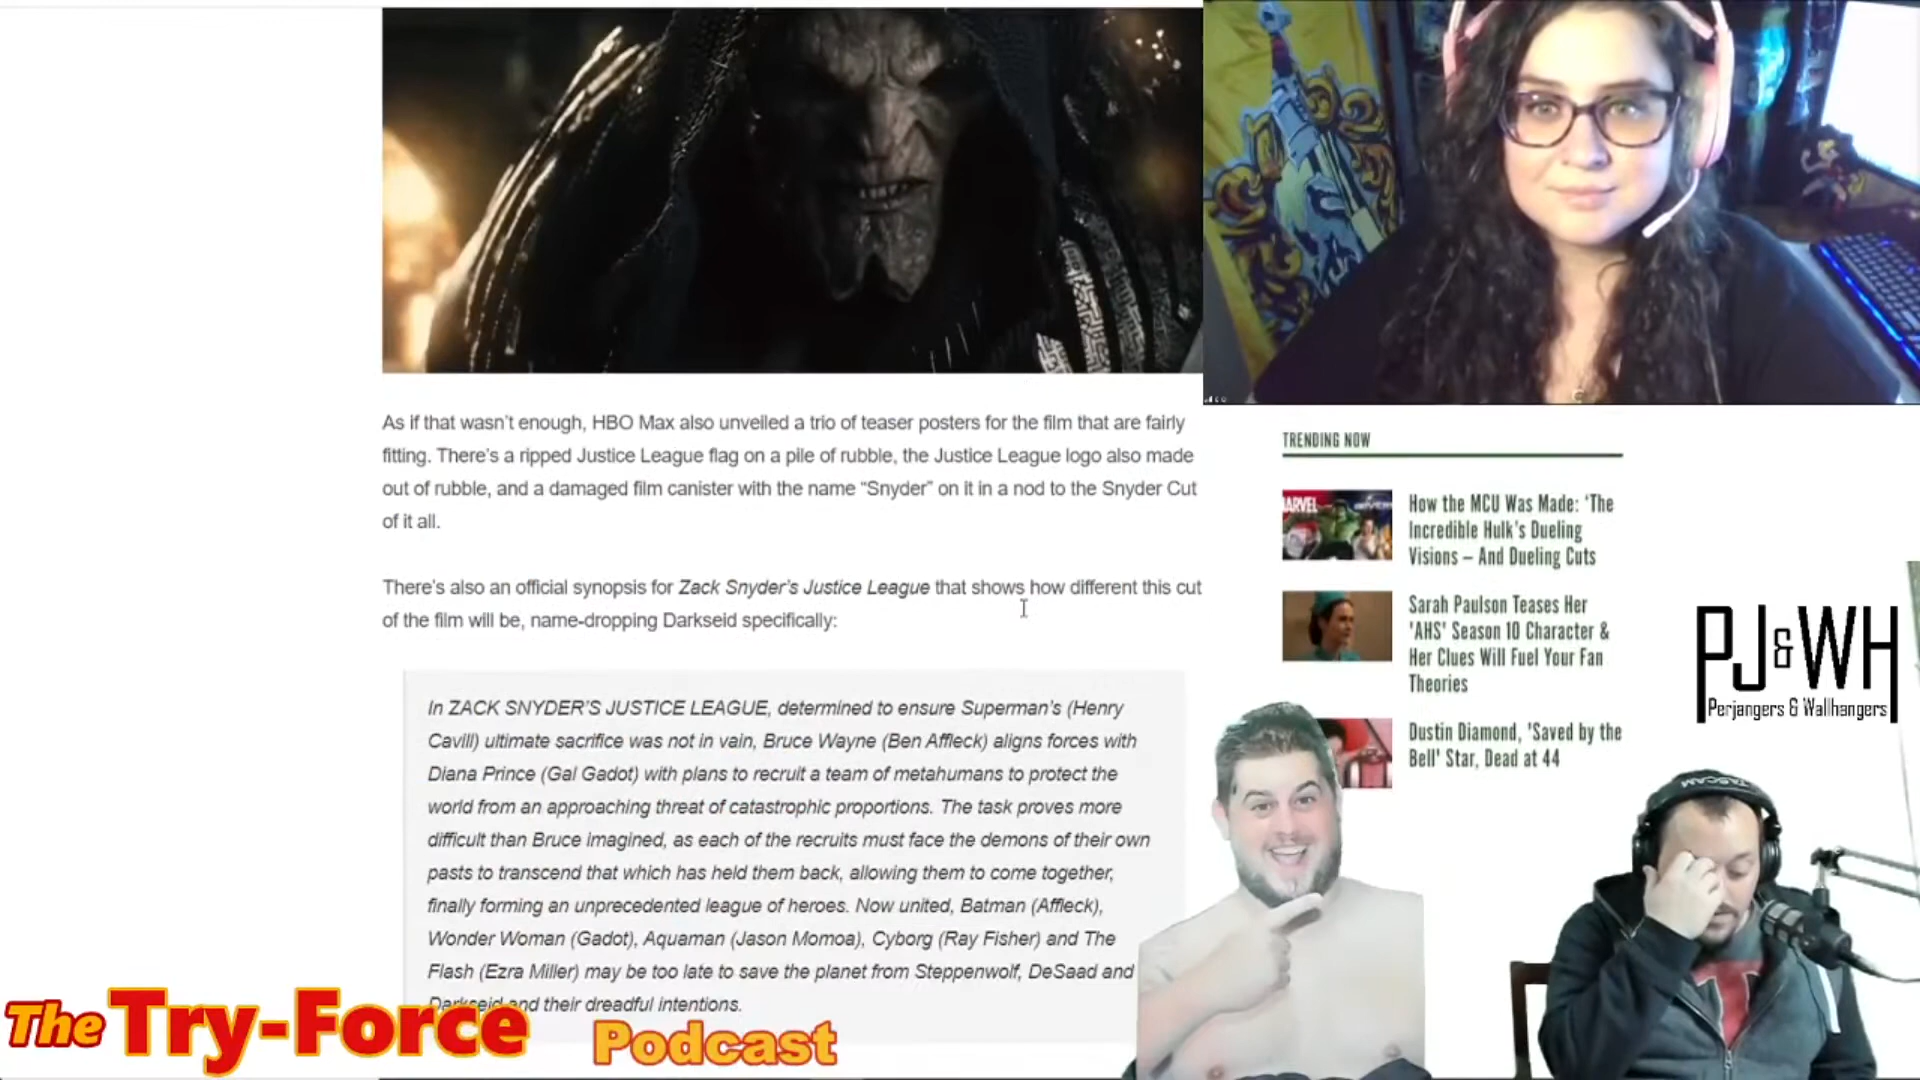 As if that wasn't enough, HBO Max also unveiled a trio of teaser posters for the film that are fairly
fitting. There's a ripped Justice League flag on a pile of rubble, the Justice League logo also made
out of rubble, and a damaged film canister with the name “Snyder” on it in a nod to the Snyder Cut
of it all.
There's also an official synopsis for Zack Snyder's Justice League that shows how different this cut
of the film will be, name-dropping Darkseid specifically:
In ZACK SNYDER'S JUSTICE LEAGUE, determined to ensure Superman's (Henry
Cavill) ultimate sacrifice was not in vain, Bruce Wayne (Ben Affleck) aligns forces with
Diana Prince (Gal Gadot) with plans to recruit a team of metahumans to protect the
world from an approaching threat of catastrophic proportions. The task proves more
difficult than Bruce imagined, as each of the recruits must face the demons of their own
pasts to transcend that which has held them back, allowing them to come together,
finally forming an unprecedented league of heroes. Now united, Batman (Affleck),
Wonder Woman (Gadot), Aquaman (Jason Momoa), Cyborg (Ray Fisher) and The
Flash (Ezra Miller) may be too late to save the planet from Steppenwolf, DeSaad and
Darkseid and their dreadful intentions.
TRENDING NOW
MARVEL
How the MCU Was Made: ‘The
Incredible Hulk's Dueling
Visions – And Dueling Cuts
Sarah Paulson Teases Her
'AHS' Season 10 Character &
Her Clues Will Fuel Your Fan
Theories
Dustin Diamond, 'Saved by the
Bell' Star, Dead at 44
PJ&WH
Perjangers & Wallhangers
TASCAM
The Try-Force
Podcast